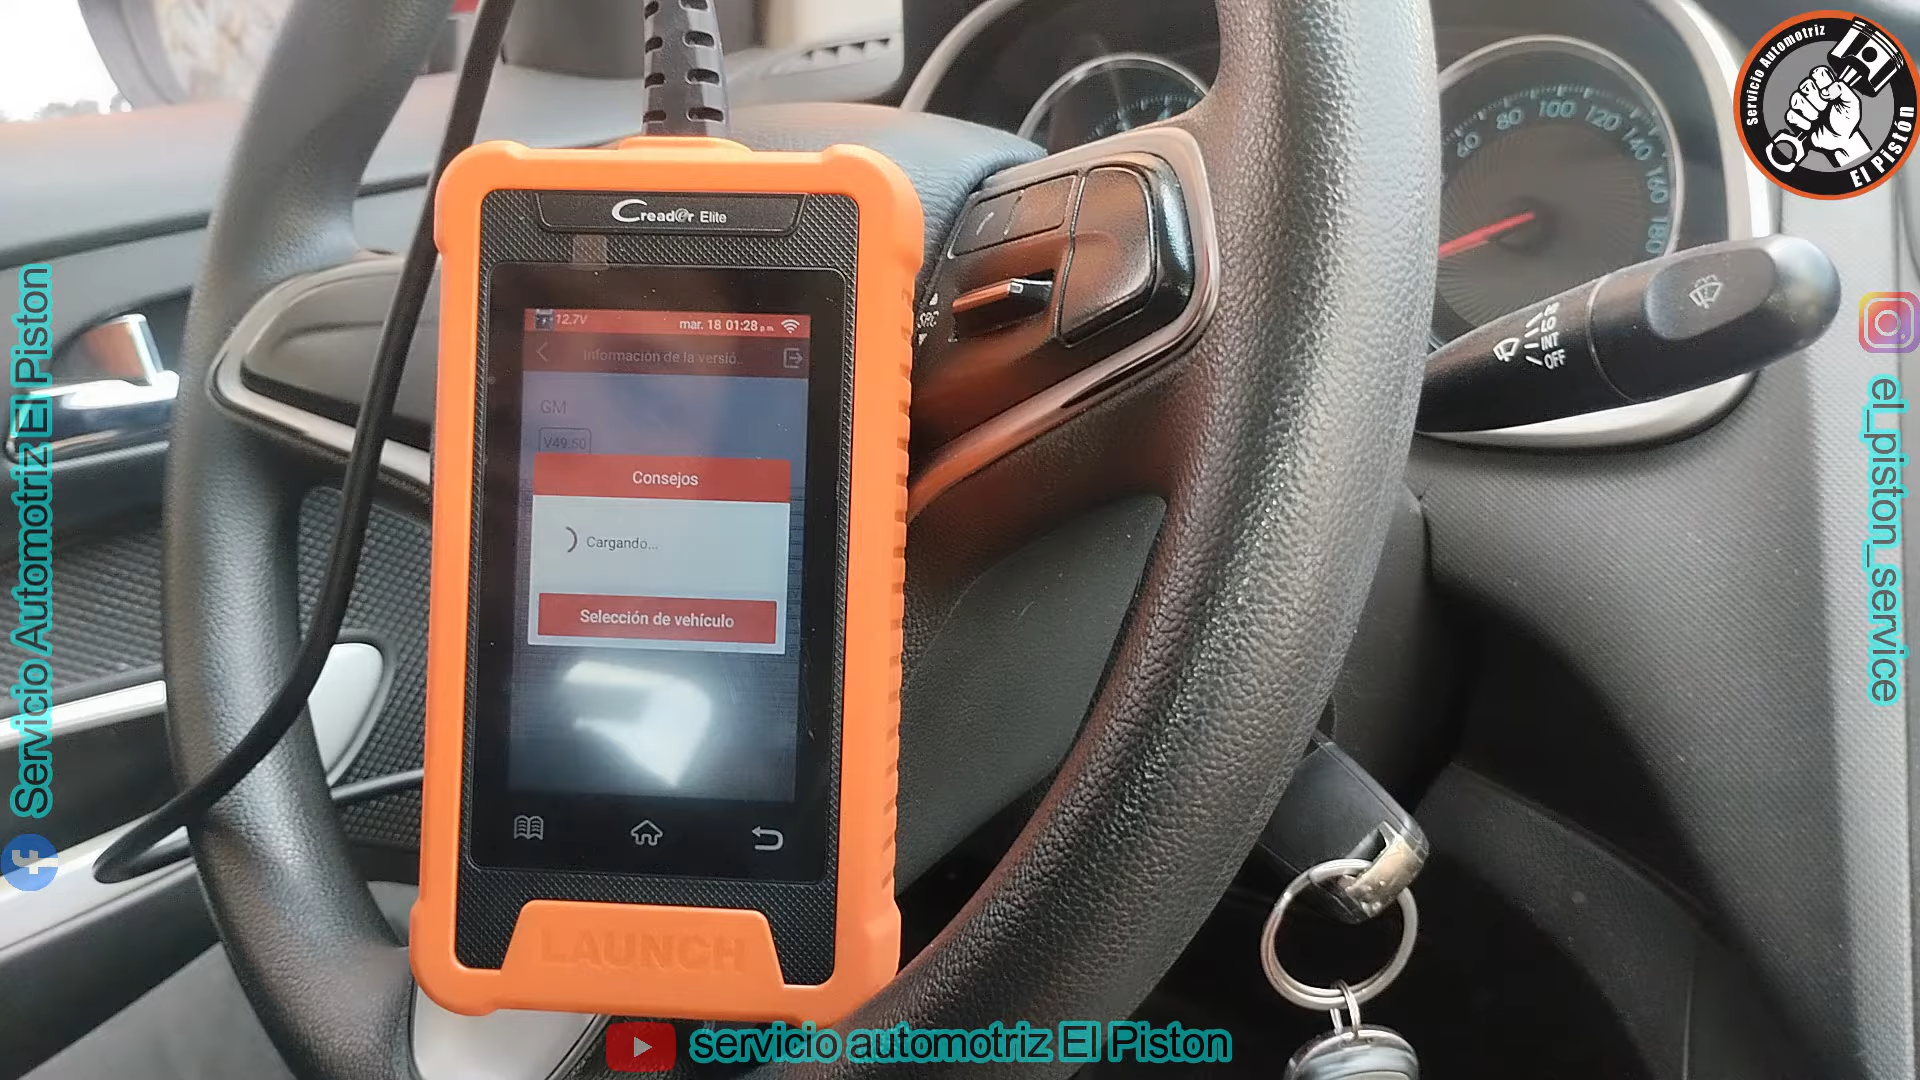 Servicio Automotriz
El Pistón
Creader Elite
12.7V
mar. 18 01:28 p.m.
Información de la versió..
GM
V49.50
Consejos
Cargando...
Selección de vehículo
LAUNCH
SRC
60 80 100 120 140 160 180
LO
INT
OFF
Servicio Automotriz El Piston
el_piston_service
servicio automotriz El Piston